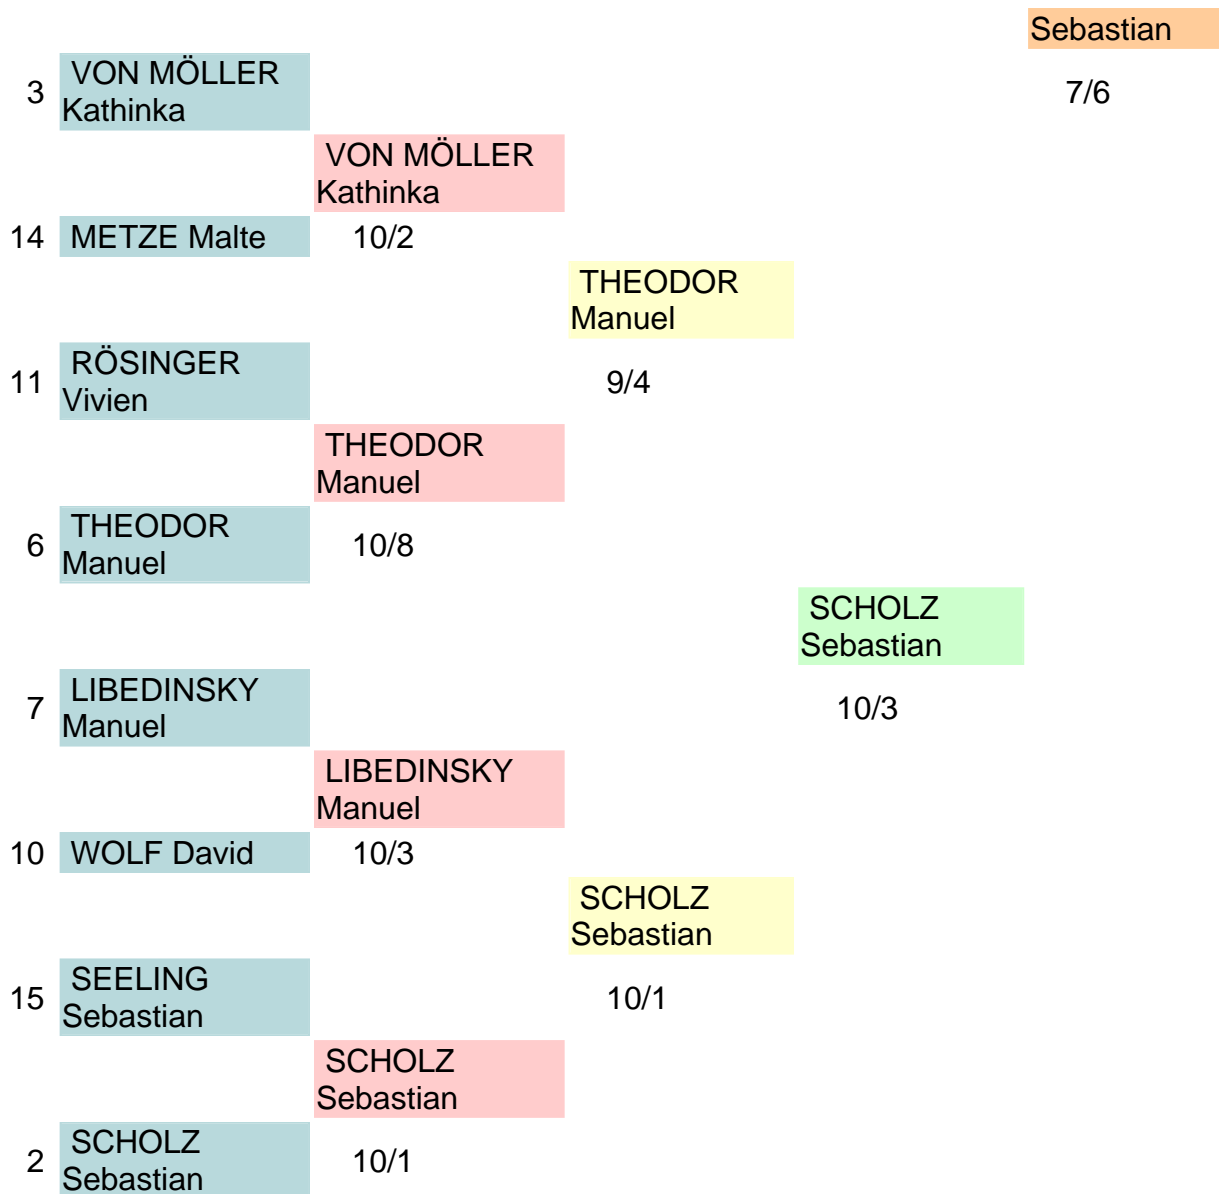 Sebastian
3 VON MÖLLER
Kathinka
7/6
VON MÖLLER
Kathinka
14 METZE Malte 10/2
THEODOR
Manuel
11 RÖSINGER
Vivien
9/4
THEODOR
Manuel
6 THEODOR
Manuel
10/8
SCHOLZ
Sebastian
7 LIBEDINSKY
Manuel
10/3
LIBEDINSKY
Manuel
10 WOLF David 10/3
SCHOLZ
Sebastian
15 SEELING
Sebastian
10/1
SCHOLZ
Sebastian
2 SCHOLZ
Sebastian
10/1